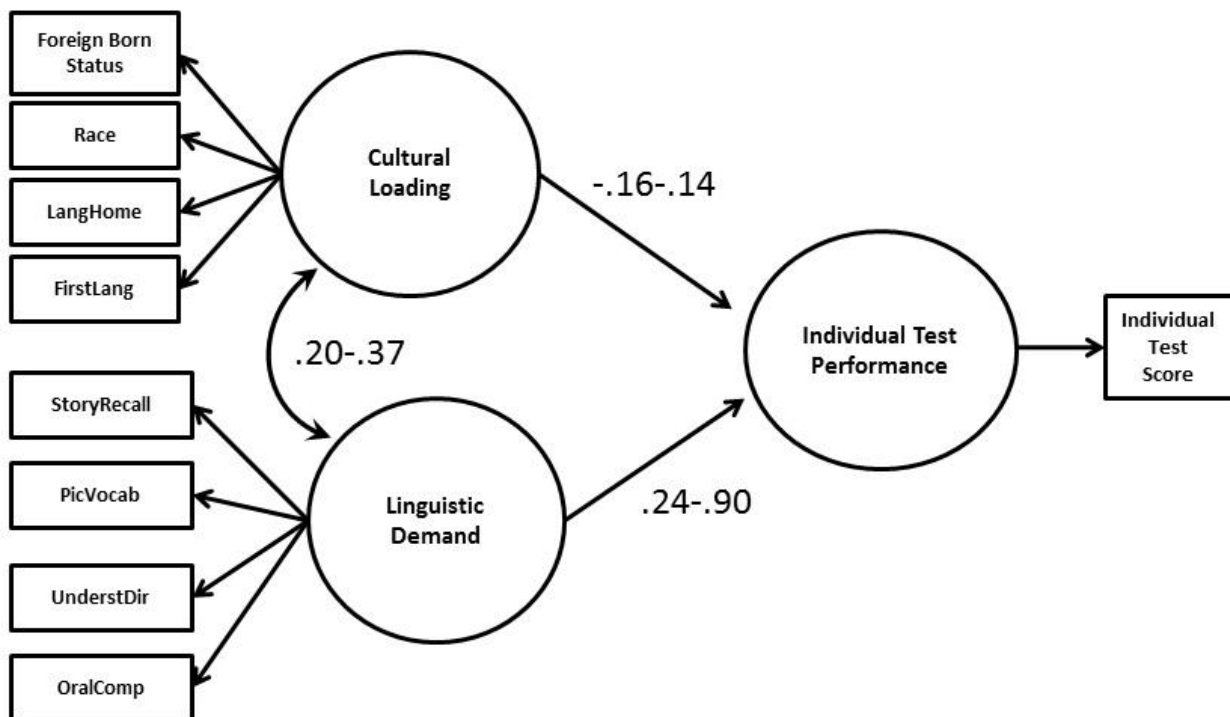 Foreign Born
Status
Race
LangHome
FirstLang
Cultural
Loading
-.16-.14
.20-.37
StoryRecall
PicVocab
UnderstDir
OralComp
Linguistic
Demand
.24-.90
Individual Test
Performance
Individual
Test
Score